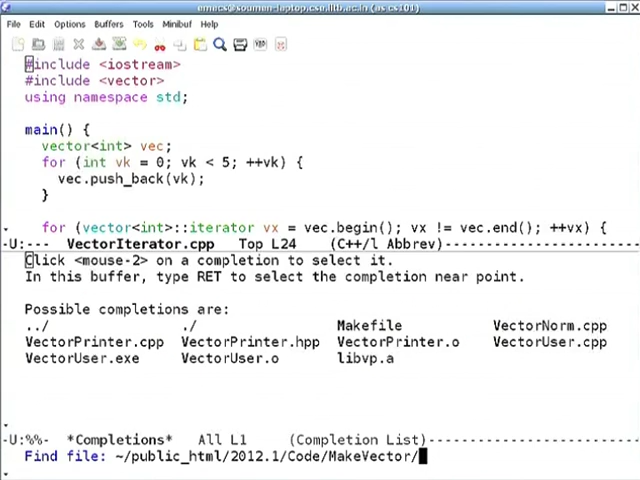 emacs@soumen-laptop.cse.iitb.ac.in (as cs101)
File Edit Options Buffers Tools Minibuf Help
#include <iostream>
#include <vector>
using namespace std;
main() {
vector<int> vec;
for (int vk = 0; vk < 5; ++vk) {
vec.push_back(vk);
}
for (vector<int>::iterator vx = vec.begin(); vx != vec.end(); ++vx) {
-U:--- VectorIterator.cpp Top L24 (C++/l Abbrev)
Click <mouse-2> on a completion to select it.
In this buffer, type RET to select the completion near point.
Possible completions are:
../ ./ Makefile VectorNorm.cpp
VectorPrinter.cpp VectorPrinter.hpp VectorPrinter.o VectorUser.cpp
VectorUser.exe VectorUser.o libvp.a
-U:%%- *Completions* All L1 (Completion List)
Find file: ~/public_html/2012.1/Code/MakeVector/